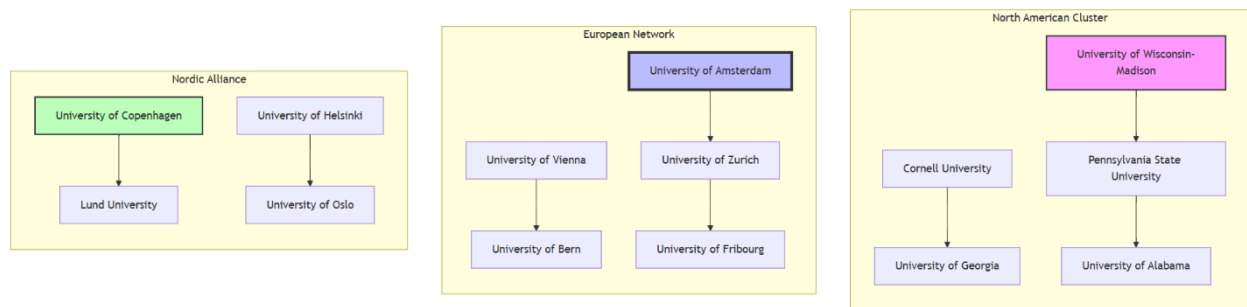 Nordic Alliance
University of Copenhagen
University of Helsinki
Lund University
University of Oslo
European Network
University of Amsterdam
University of Vienna
University of Zurich
University of Bern
University of Fribourg
North American Cluster
University of Wisconsin-
Madison
Cornell University
Pennsylvania State
University
University of Georgia
University of Alabama